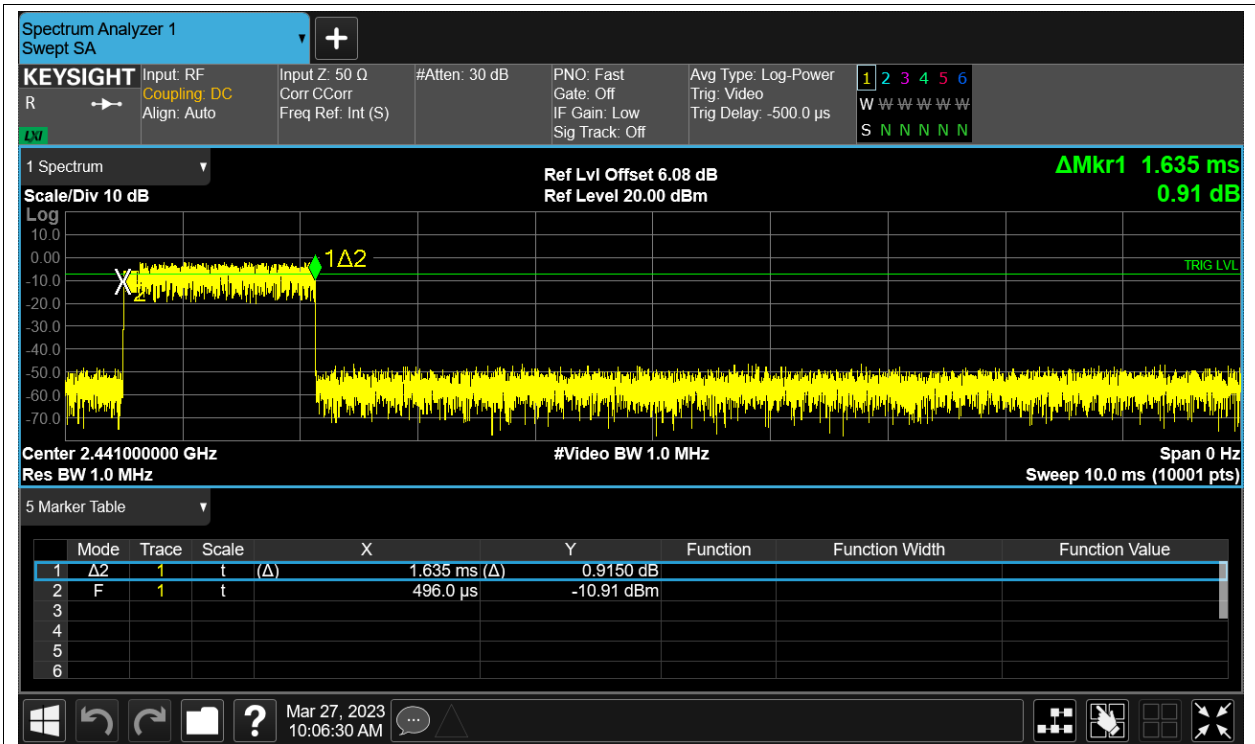 Spectrum Analyzer 1
Swept SA
KEYSIGHT
R
LXI
Input: RF
Coupling: DC
Align: Auto
Input Z: 50 Ω
Corr CCorr
Freq Ref: Int (S)
#Atten: 30 dB
PNO: Fast
Gate: Off
IF Gain: Low
Sig Track: Off
Avg Type: Log-Power
Trig: Video
Trig Delay: -500.0 µs
1 2 3 4 5 6
W W W W W W
S N N N N N
1 Spectrum
Scale/Div 10 dB
Ref Lvl Offset 6.08 dB
Ref Level 20.00 dBm
ΔMkr1 1.635 ms
0.91 dB
Log
10.0
0.00
-10.0
-20.0
-30.0
-40.0
-50.0
-60.0
-70.0
X
2
1Δ2
TRIG LVL
Center 2.441000000 GHz
#Video BW 1.0 MHz
Span 0 Hz
Res BW 1.0 MHz
Sweep 10.0 ms (10001 pts)
5 Marker Table
Mode Trace Scale X Y Function Function Width Function Value
1 Δ2 1 t (Δ) 1.635 ms (Δ) 0.9150 dB
2 F 1 t 496.0 µs -10.91 dBm
3
4
5
6
?
Mar 27, 2023
10:06:30 AM